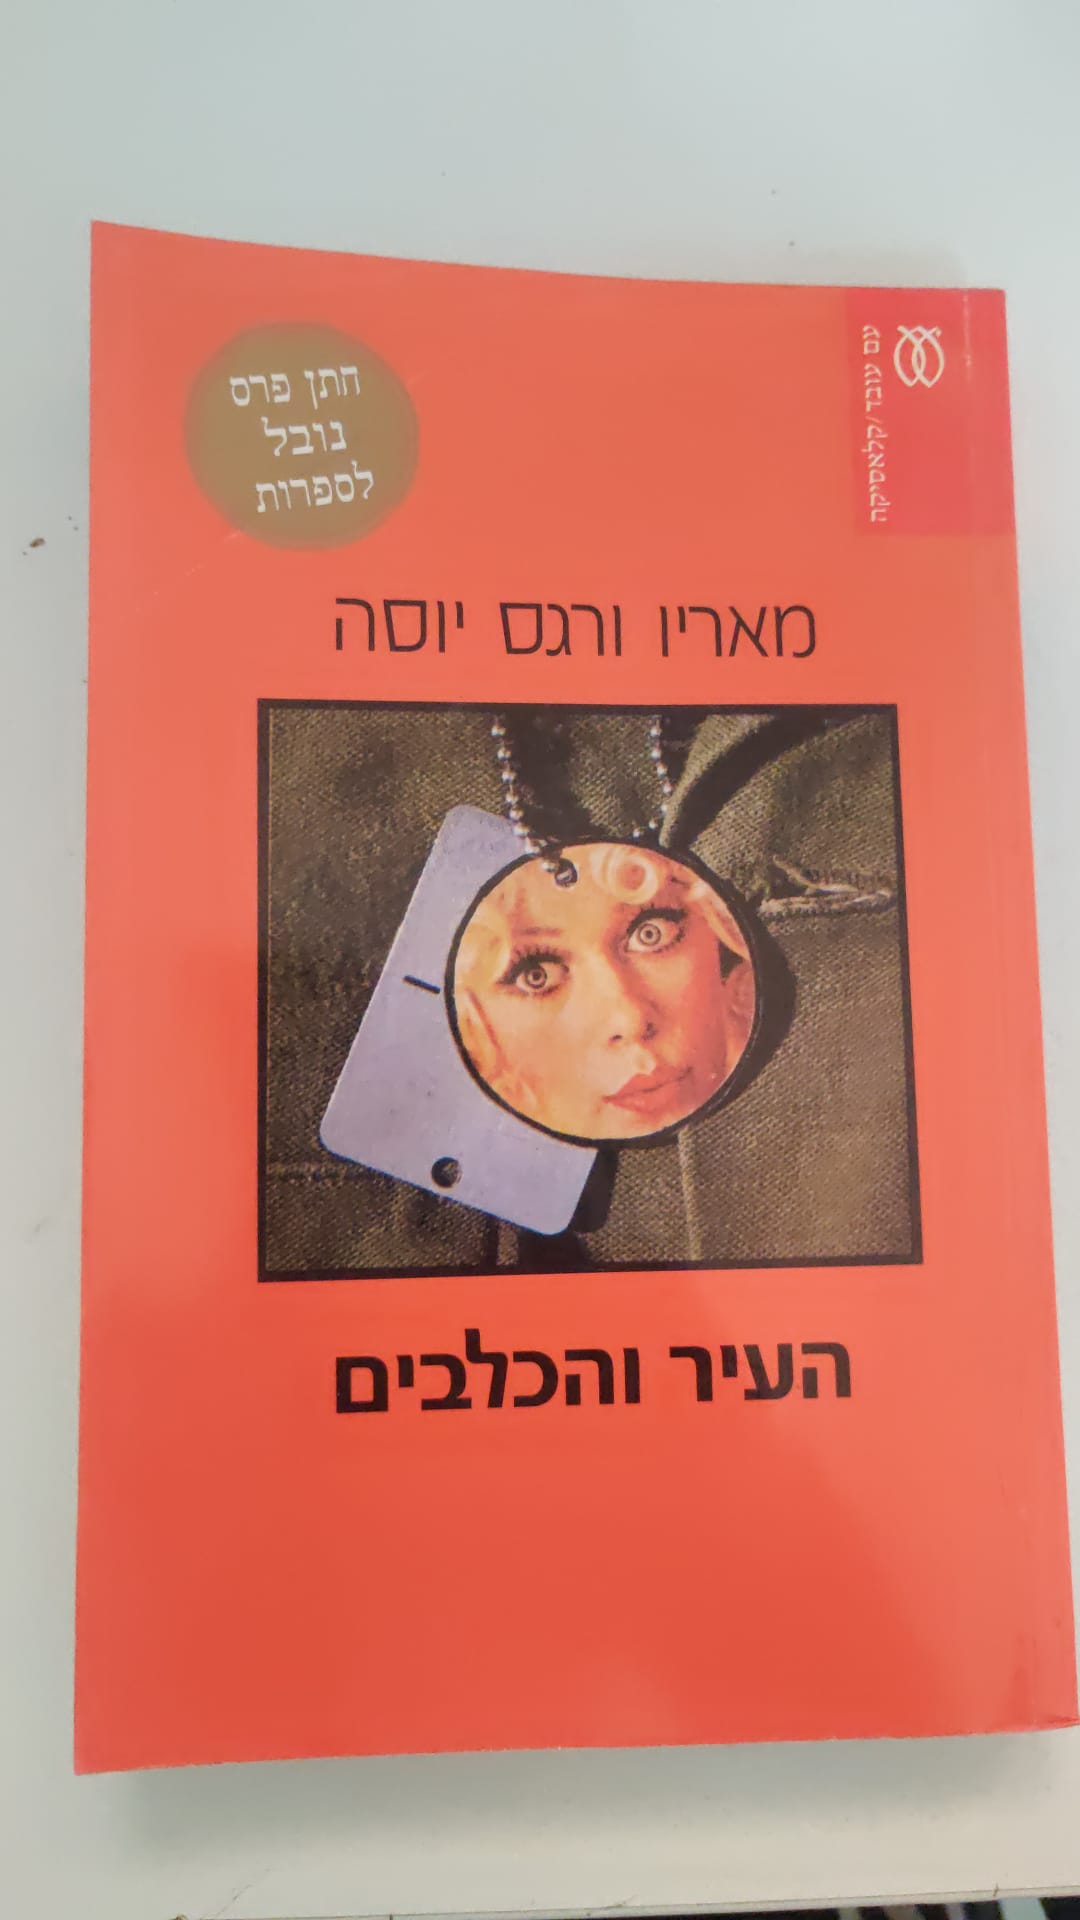 עם עובד/קלאסיקה
חתן פרס
נובל
לספרות
מאריו ורגס יוסה
העיר והכלבים